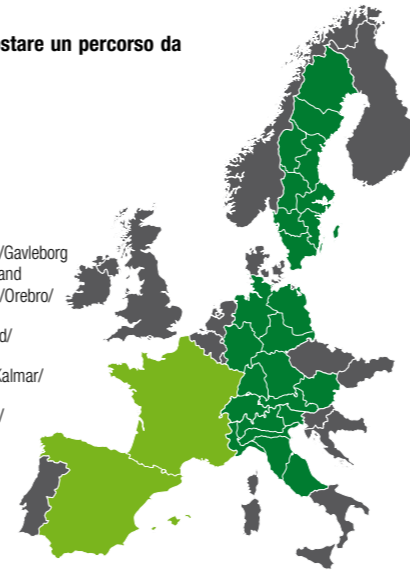 stare un percorso da
/Gavleborg
and
/Orebro/
d/
Kalmar/
/